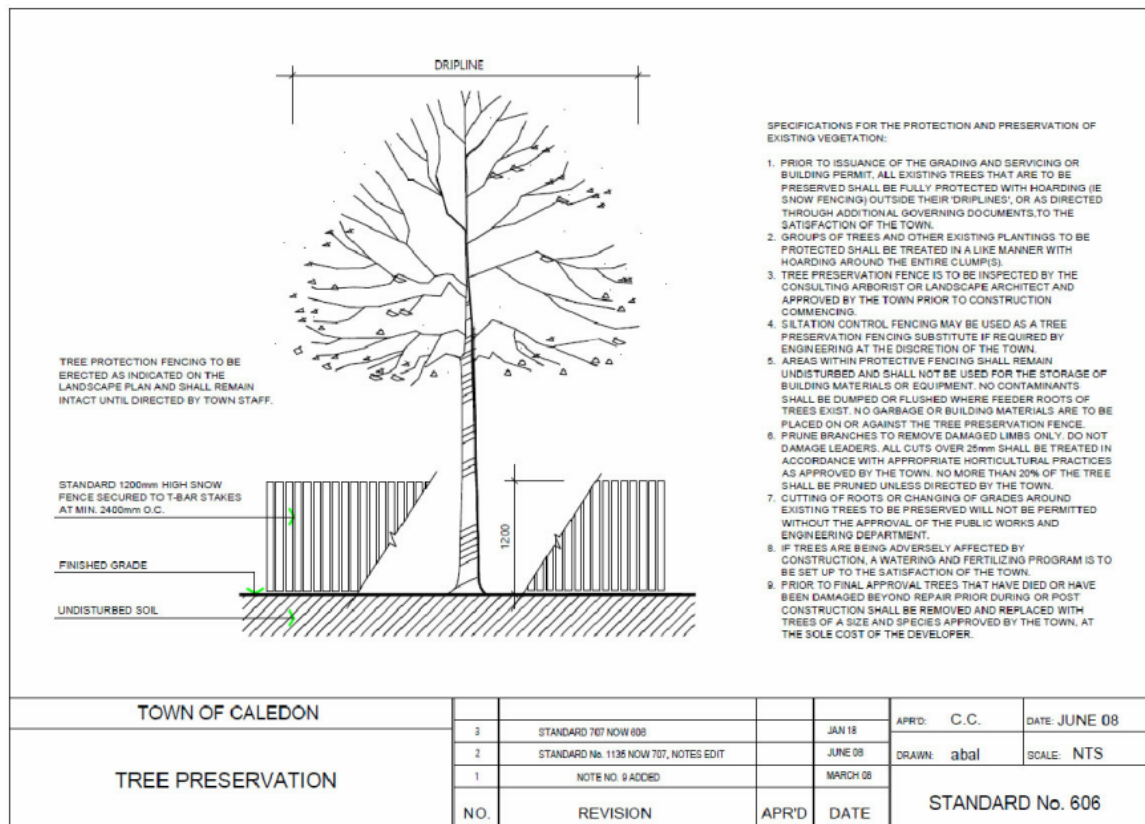 DRIPLINE
SPECIFICATIONS FOR THE PROTECTION AND PRESERVATION OF
EXISTING VEGETATION:
1. PRIOR TO ISSUANCE OF THE GRADING AND SERVICING OR
BUILDING PERMIT, ALL EXISTING TREES THAT ARE TO BE
PRESERVED SHALL BE FULLY PROTECTED WITH HOARDING (IE
SNOW FENCING) OUTSIDE THEIR 'DRIPLINES', OR AS DIRECTED
THROUGH ADDITIONAL GOVERNING DOCUMENTS,TO THE
SATISFACTION OF THE TOWN.
2. GROUPS OF TREES AND OTHER EXISTING PLANTINGS TO BE
PROTECTED SHALL BE TREATED IN A LIKE MANNER WITH
HOARDING AROUND THE ENTIRE CLUMP(S).
3. TREE PRESERVATION FENCE IS TO BE INSPECTED BY THE
CONSULTING ARBORIST OR LANDSCAPE ARCHITECT AND
APPROVED BY THE TOWN PRIOR TO CONSTRUCTION
COMMENCING.
4. SILTATION CONTROL FENCING MAY BE USED AS A TREE
PRESERVATION FENCING SUBSTITUTE IF REQUIRED BY
ENGINEERING AT THE DISCRETION OF THE TOWN.
5. AREAS WITHIN PROTECTIVE FENCING SHALL REMAIN
UNDISTURBED AND SHALL NOT BE USED FOR THE STORAGE OF
BUILDING MATERIALS OR EQUIPMENT. NO CONTAMINANTS
SHALL BE DUMPED OR FLUSHED WHERE FEEDER ROOTS OF
TREES EXIST. NO GARBAGE OR BUILDING MATERIALS ARE TO BE
PLACED ON OR AGAINST THE TREE PRESERVATION FENCE.
6. PRUNE BRANCHES TO REMOVE DAMAGED LIMBS ONLY. DO NOT
DAMAGE LEADERS. ALL CUTS OVER 25mm SHALL BE TREATED IN
ACCORDANCE WITH APPROPRIATE HORTICULTURAL PRACTICES
AS APPROVED BY THE TOWN. NO MORE THAN 20% OF THE TREE
SHALL BE PRUNED UNLESS DIRECTED BY THE TOWN.
7. CUTTING OF ROOTS OR CHANGING OF GRADES AROUND
EXISTING TREES TO BE PRESERVED WILL NOT BE PERMITTED
WITHOUT THE APPROVAL OF THE PUBLIC WORKS AND
ENGINEERING DEPARTMENT.
8. IF TREES ARE BEING ADVERSELY AFFECTED BY
CONSTRUCTION, A WATERING AND FERTILIZING PROGRAM IS TO
BE SET UP TO THE SATISFACTION OF THE TOWN.
9. PRIOR TO FINAL APPROVAL TREES THAT HAVE DIED OR HAVE
BEEN DAMAGED BEYOND REPAIR PRIOR DURING OR POST
CONSTRUCTION SHALL BE REMOVED AND REPLACED WITH
TREES OF A SIZE AND SPECIES APPROVED BY THE TOWN, AT
THE SOLE COST OF THE DEVELOPER.
TREE PROTECTION FENCING TO BE
ERECTED AS INDICATED ON THE
LANDSCAPE PLAN AND SHALL REMAIN
INTACT UNTIL DIRECTED BY TOWN STAFF.
STANDARD 1200mm HIGH SNOW
FENCE SECURED TO T-BAR STAKES
AT MIN. 2400mm O.C.
1200
FINISHED GRADE
UNDISTURBED SOIL
TOWN OF CALEDON
TREE PRESERVATION
3 STANDARD 707 NOW 606 JAN 18
2 STANDARD No. 1135 NOW 707, NOTES EDIT JUNE 08
1 NOTE NO. 9 ADDED MARCH 08
NO. REVISION APR'D DATE
APR'D: C.C. DATE: JUNE 08
DRAWN: abal SCALE: NTS
STANDARD No. 606